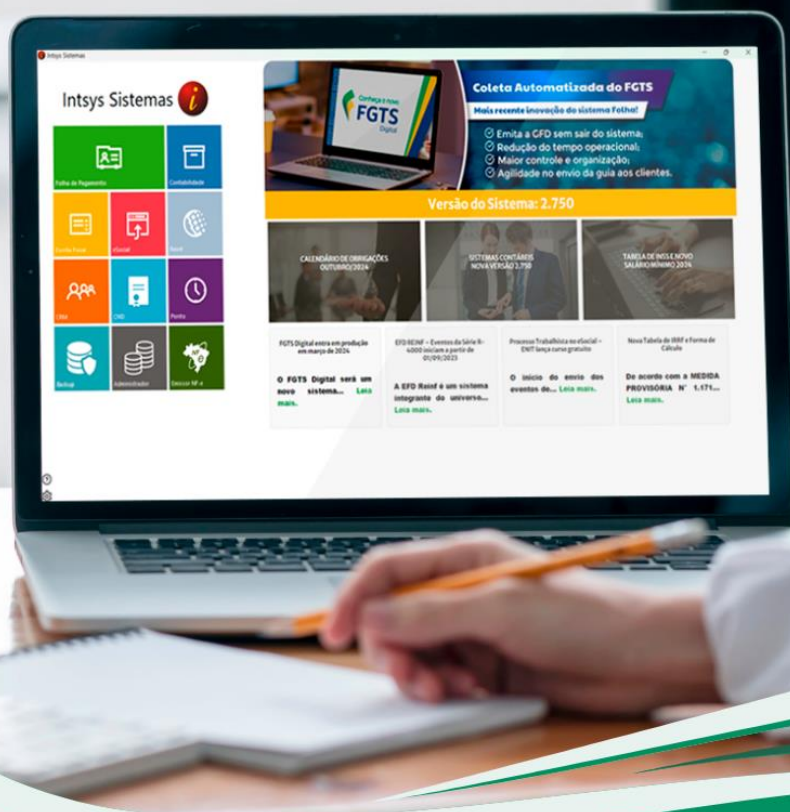 Intsys Sistemas
Intsys Sistemas
i
Folha de Pagamento
Contabilidade
Escrita Fiscal
eSocial
Reinf
CRM
CND
Ponto
Backup
Administrador
NF-e
Emissor NF-e
Conheça o novo
FGTS
Digital
Coleta Automatizada do FGTS
Mais recente inovação do sistema Folha!
Emita a GFD sem sair do sistema;
Redução do tempo operacional;
Maior controle e organização;
Agilidade no envio da guia aos clientes.
Versão do Sistema: 2.750
CALENDÁRIO DE OBRIGAÇÕES
OUTUBRO/2024
SISTEMAS CONTÁBEIS
NOVA VERSÃO 2.750
TABELA DE INSS E NOVO
SALÁRIO MÍNIMO 2024
FGTS Digital entra em produção
em março de 2024
O FGTS Digital será um
novo sistema... Leia
mais.
EFD REINF – Eventos da Série R-
4000 iniciam a partir de
01/09/2023
A EFD Reinf é um sistema
integrante do universo...
Leia mais.
Processo Trabalhista no eSocial –
ENIT lança curso gratuito
O início do envio dos
eventos de... Leia mais.
Nova Tabela de IRRF e Forma de
Cálculo
De acordo com a MEDIDA
PROVISÓRIA N° 1.171...
Leia mais.